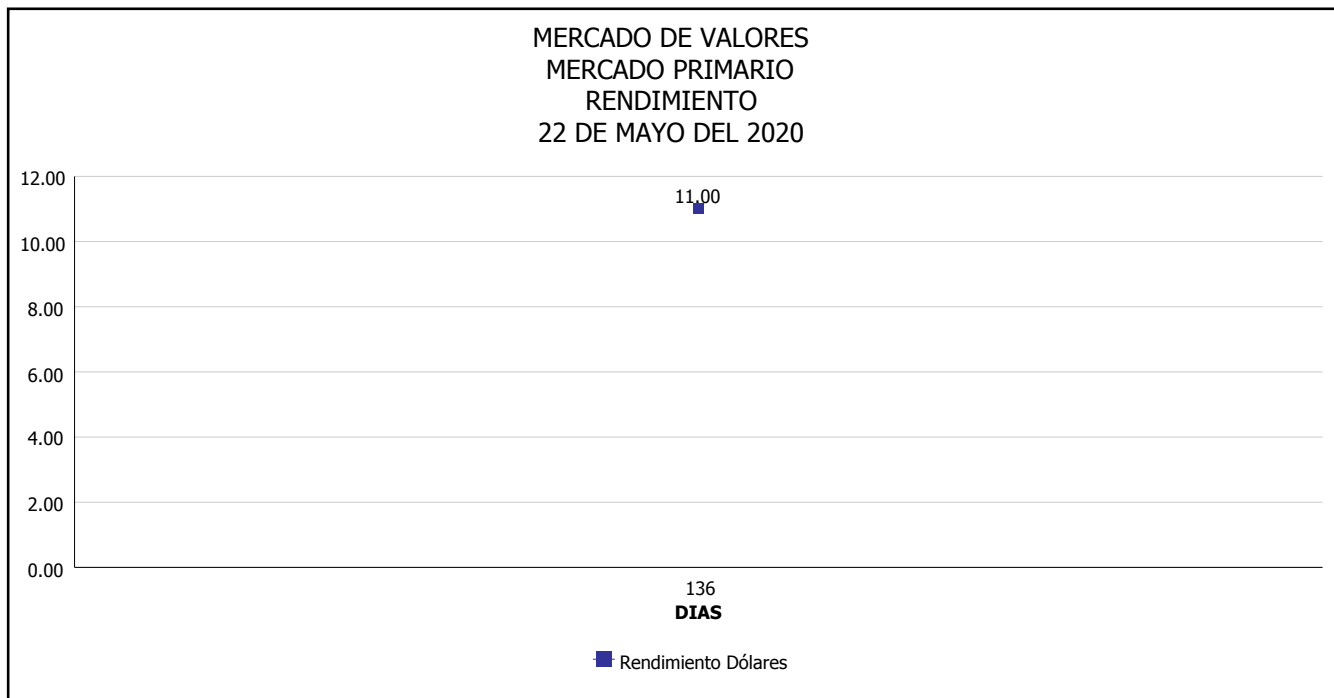 MERCADO DE VALORES
MERCADO PRIMARIO
RENDIMIENTO
22 DE MAYO DEL 2020
12.00
11.00
10.00
8.00
6.00
4.00
2.00
0.00
136
DIAS
Rendimiento Dólares